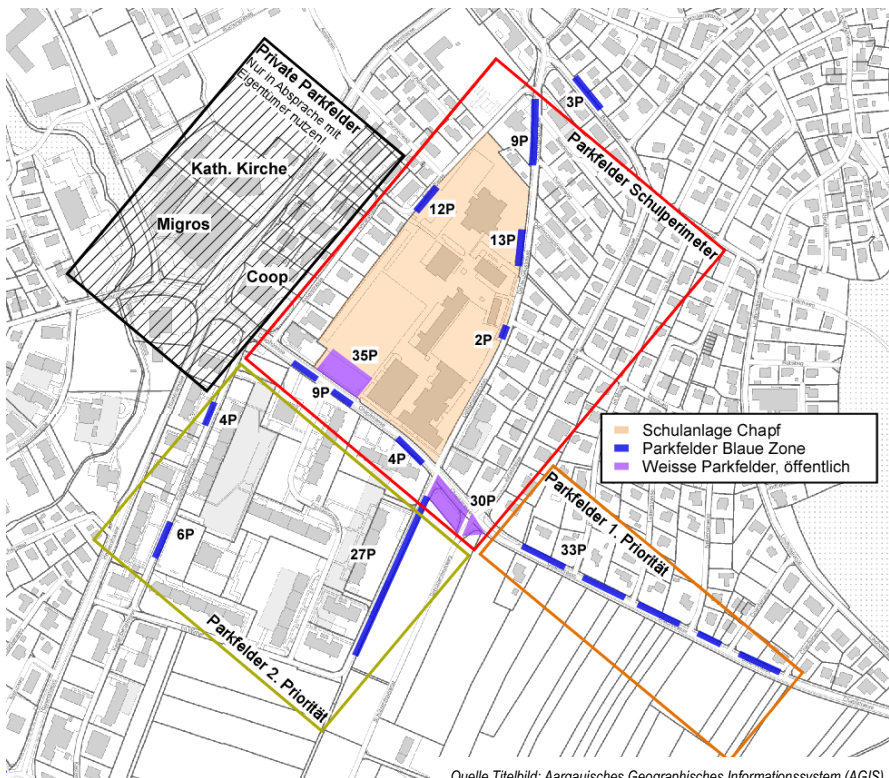 Private Parkfelder
Nur in Absprache mit
Eigentümer nutzen!
Kath. Kirche
Migros
Coop
3P
9P
Parkfelder Schulperimeter
12P
13P
2P
35P
9P
4P
4P
30P
6P
27P
33P
Schulanlage Chapf
Parkfelder Blaue Zone
Weisse Parkfelder, öffentlich
Parkfelder 1. Priorität
Parkfelder 2. Priorität
Quelle Titelbild: Aargauisches Geographisches Informationssystem (AGIS)